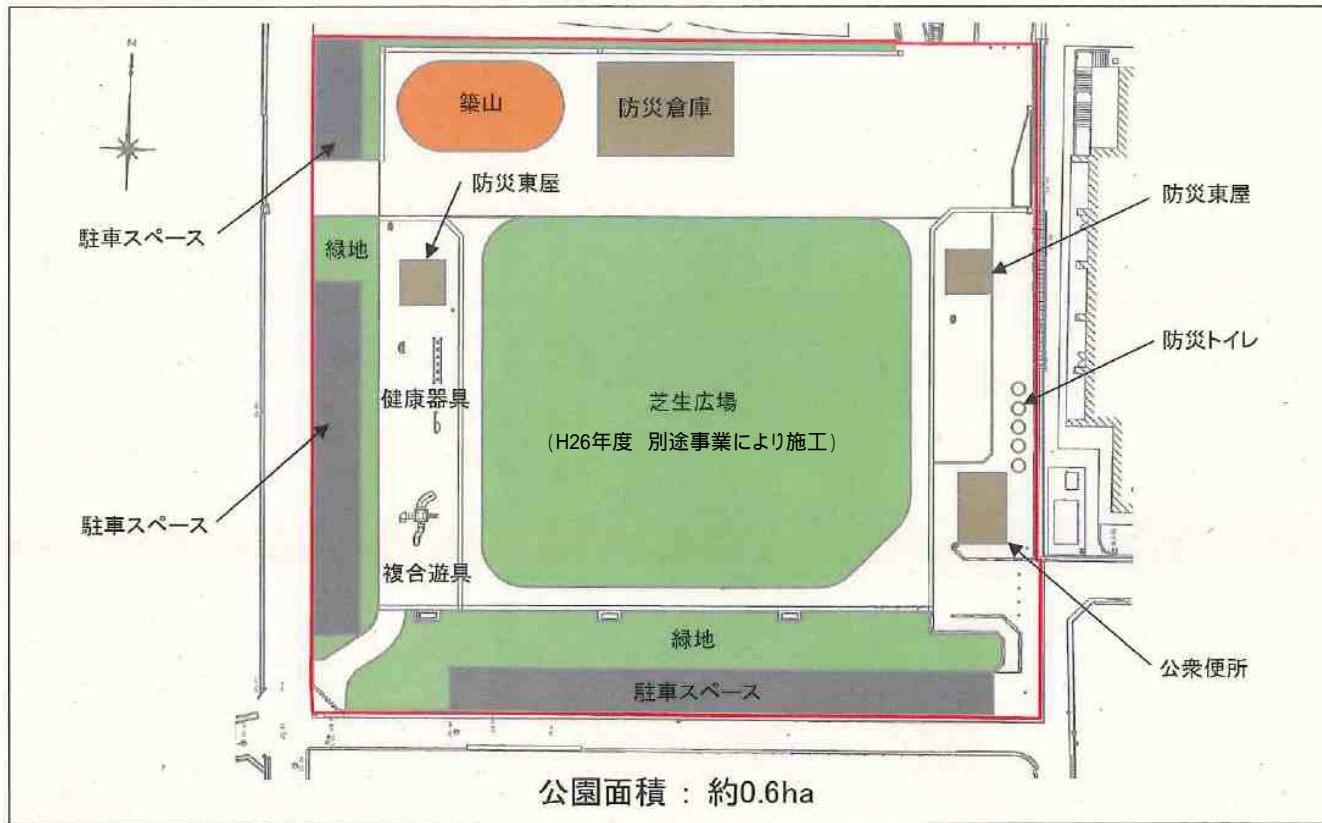 N
築山
防災倉庫
防災東屋
防災東屋
駐車スペース
緑地
防災トイレ
健康器具
芝生広場
(H26年度 別途事業により施工)
駐車スペース
複合遊具
緑地
公衆便所
駐車スペース
公園面積 : 約0.6ha